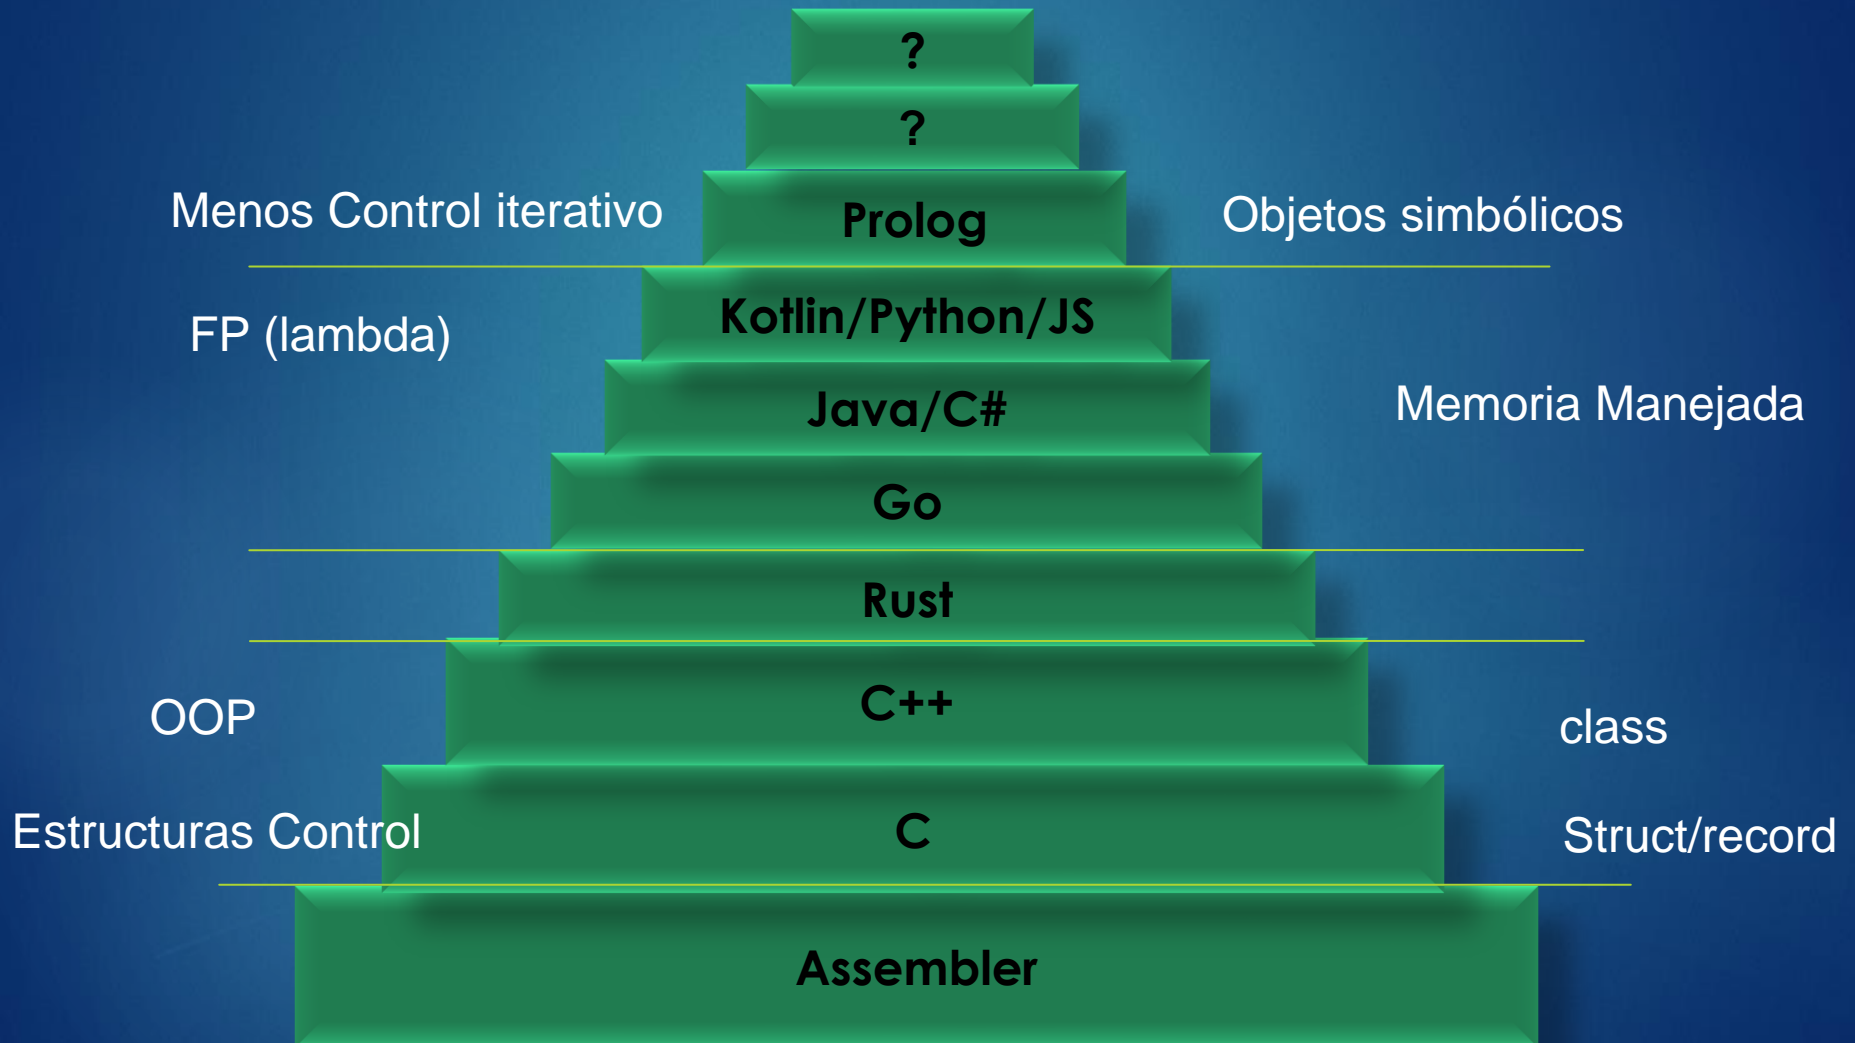 ?
?
Menos Control iterativo
Prolog
Objetos simbólicos
FP (lambda)
Kotlin/Python/JS
Java/C#
Memoria Manejada
Go
Rust
OOP
C++
class
Estructuras Control
C
Struct/record
Assembler